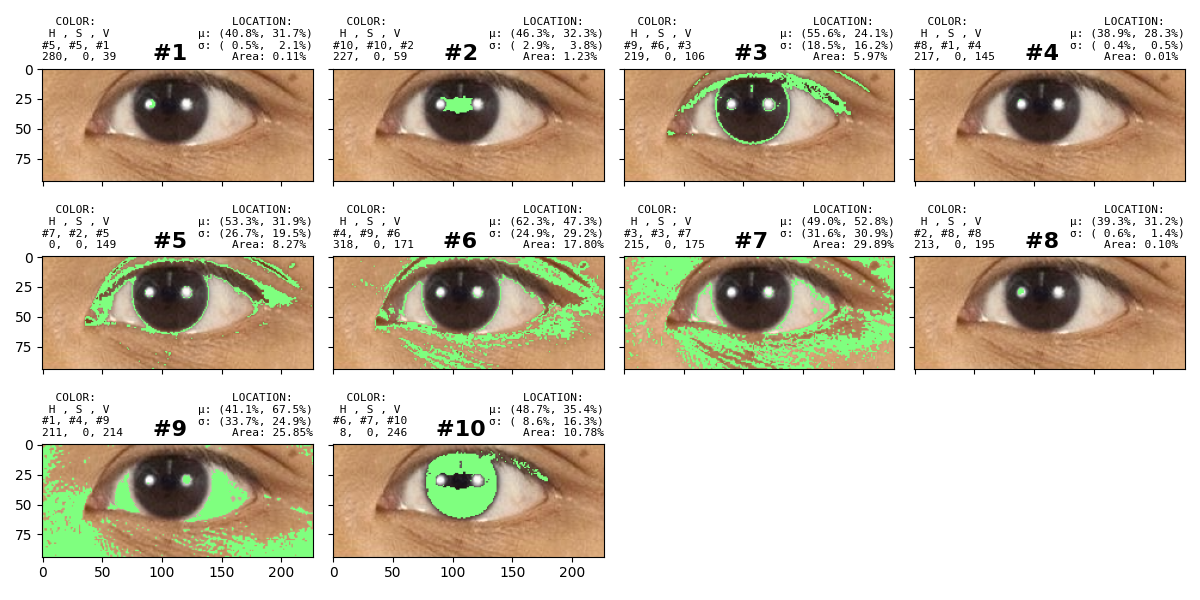 COLOR: LOCATION:
H , S , V μ: (40.8%, 31.7%)
#5, #5, #1 #1 σ: ( 0.5%, 2.1%)
280, 0, 39 Area: 0.11%
COLOR: LOCATION:
H , S , V μ: (46.3%, 32.3%)
#10, #10, #2 #2 σ: ( 2.9%, 3.8%)
227, 0, 59 Area: 1.23%
COLOR: LOCATION:
H , S , V μ: (55.6%, 24.1%)
#9, #6, #3 #3 σ: (18.5%, 16.2%)
219, 0, 106 Area: 5.97%
COLOR: LOCATION:
H , S , V μ: (38.9%, 28.3%)
#8, #1, #4 #4 σ: ( 0.4%, 0.5%)
217, 0, 145 Area: 0.01%
0
25
50
75
COLOR: LOCATION:
H , S , V μ: (53.3%, 31.9%)
#7, #2, #5 #5 σ: (26.7%, 19.5%)
0, 0, 149 Area: 8.27%
COLOR: LOCATION:
H , S , V μ: (62.3%, 47.3%)
#4, #9, #6 #6 σ: (24.9%, 29.2%)
318, 0, 171 Area: 17.80%
COLOR: LOCATION:
H , S , V μ: (49.0%, 52.8%)
#3, #3, #7 #7 σ: (31.6%, 30.9%)
215, 0, 175 Area: 29.89%
COLOR: LOCATION:
H , S , V μ: (39.3%, 31.2%)
#2, #8, #8 #8 σ: ( 0.6%, 1.4%)
213, 0, 195 Area: 0.10%
0
25
50
75
COLOR: LOCATION:
H , S , V μ: (41.1%, 67.5%)
#1, #4, #9 #9 σ: (33.7%, 24.9%)
211, 0, 214 Area: 25.85%
COLOR: LOCATION:
H , S , V μ: (48.7%, 35.4%)
#6, #7, #10 #10 σ: ( 8.6%, 16.3%)
8, 0, 246 Area: 10.78%
0
25
50
75
0 50 100 150 200
0 50 100 150 200